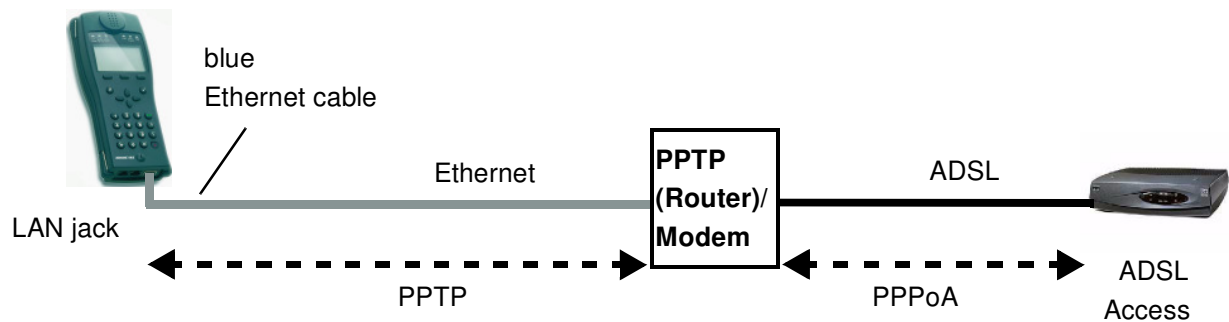 blue
Ethernet cable
LAN jack
Ethernet
PPTP
(Router)/
Modem
ADSL
PPTP
PPPoA
ADSL
Access